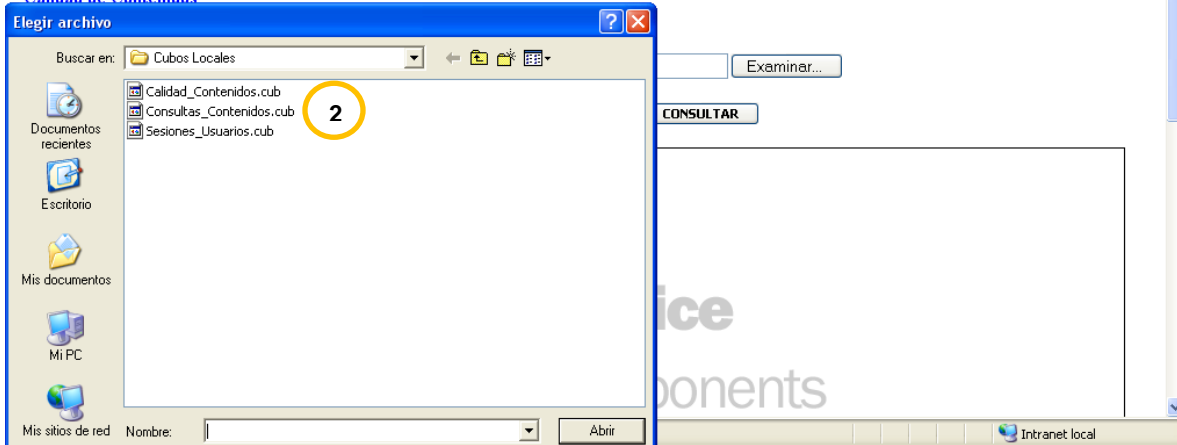 Elegir archivo
Buscar en: Cubos Locales
Examinar...
Calidad_Contenidos.cub
Consultas_Contenidos.cub
2
Sesiones_Usuarios.cub
CONSULTAR
Documentos
recientes
Escritorio
Mis documentos
Mi PC
ice
ponents
Mis sitios de red
Nombre:
Abrir
Intranet local